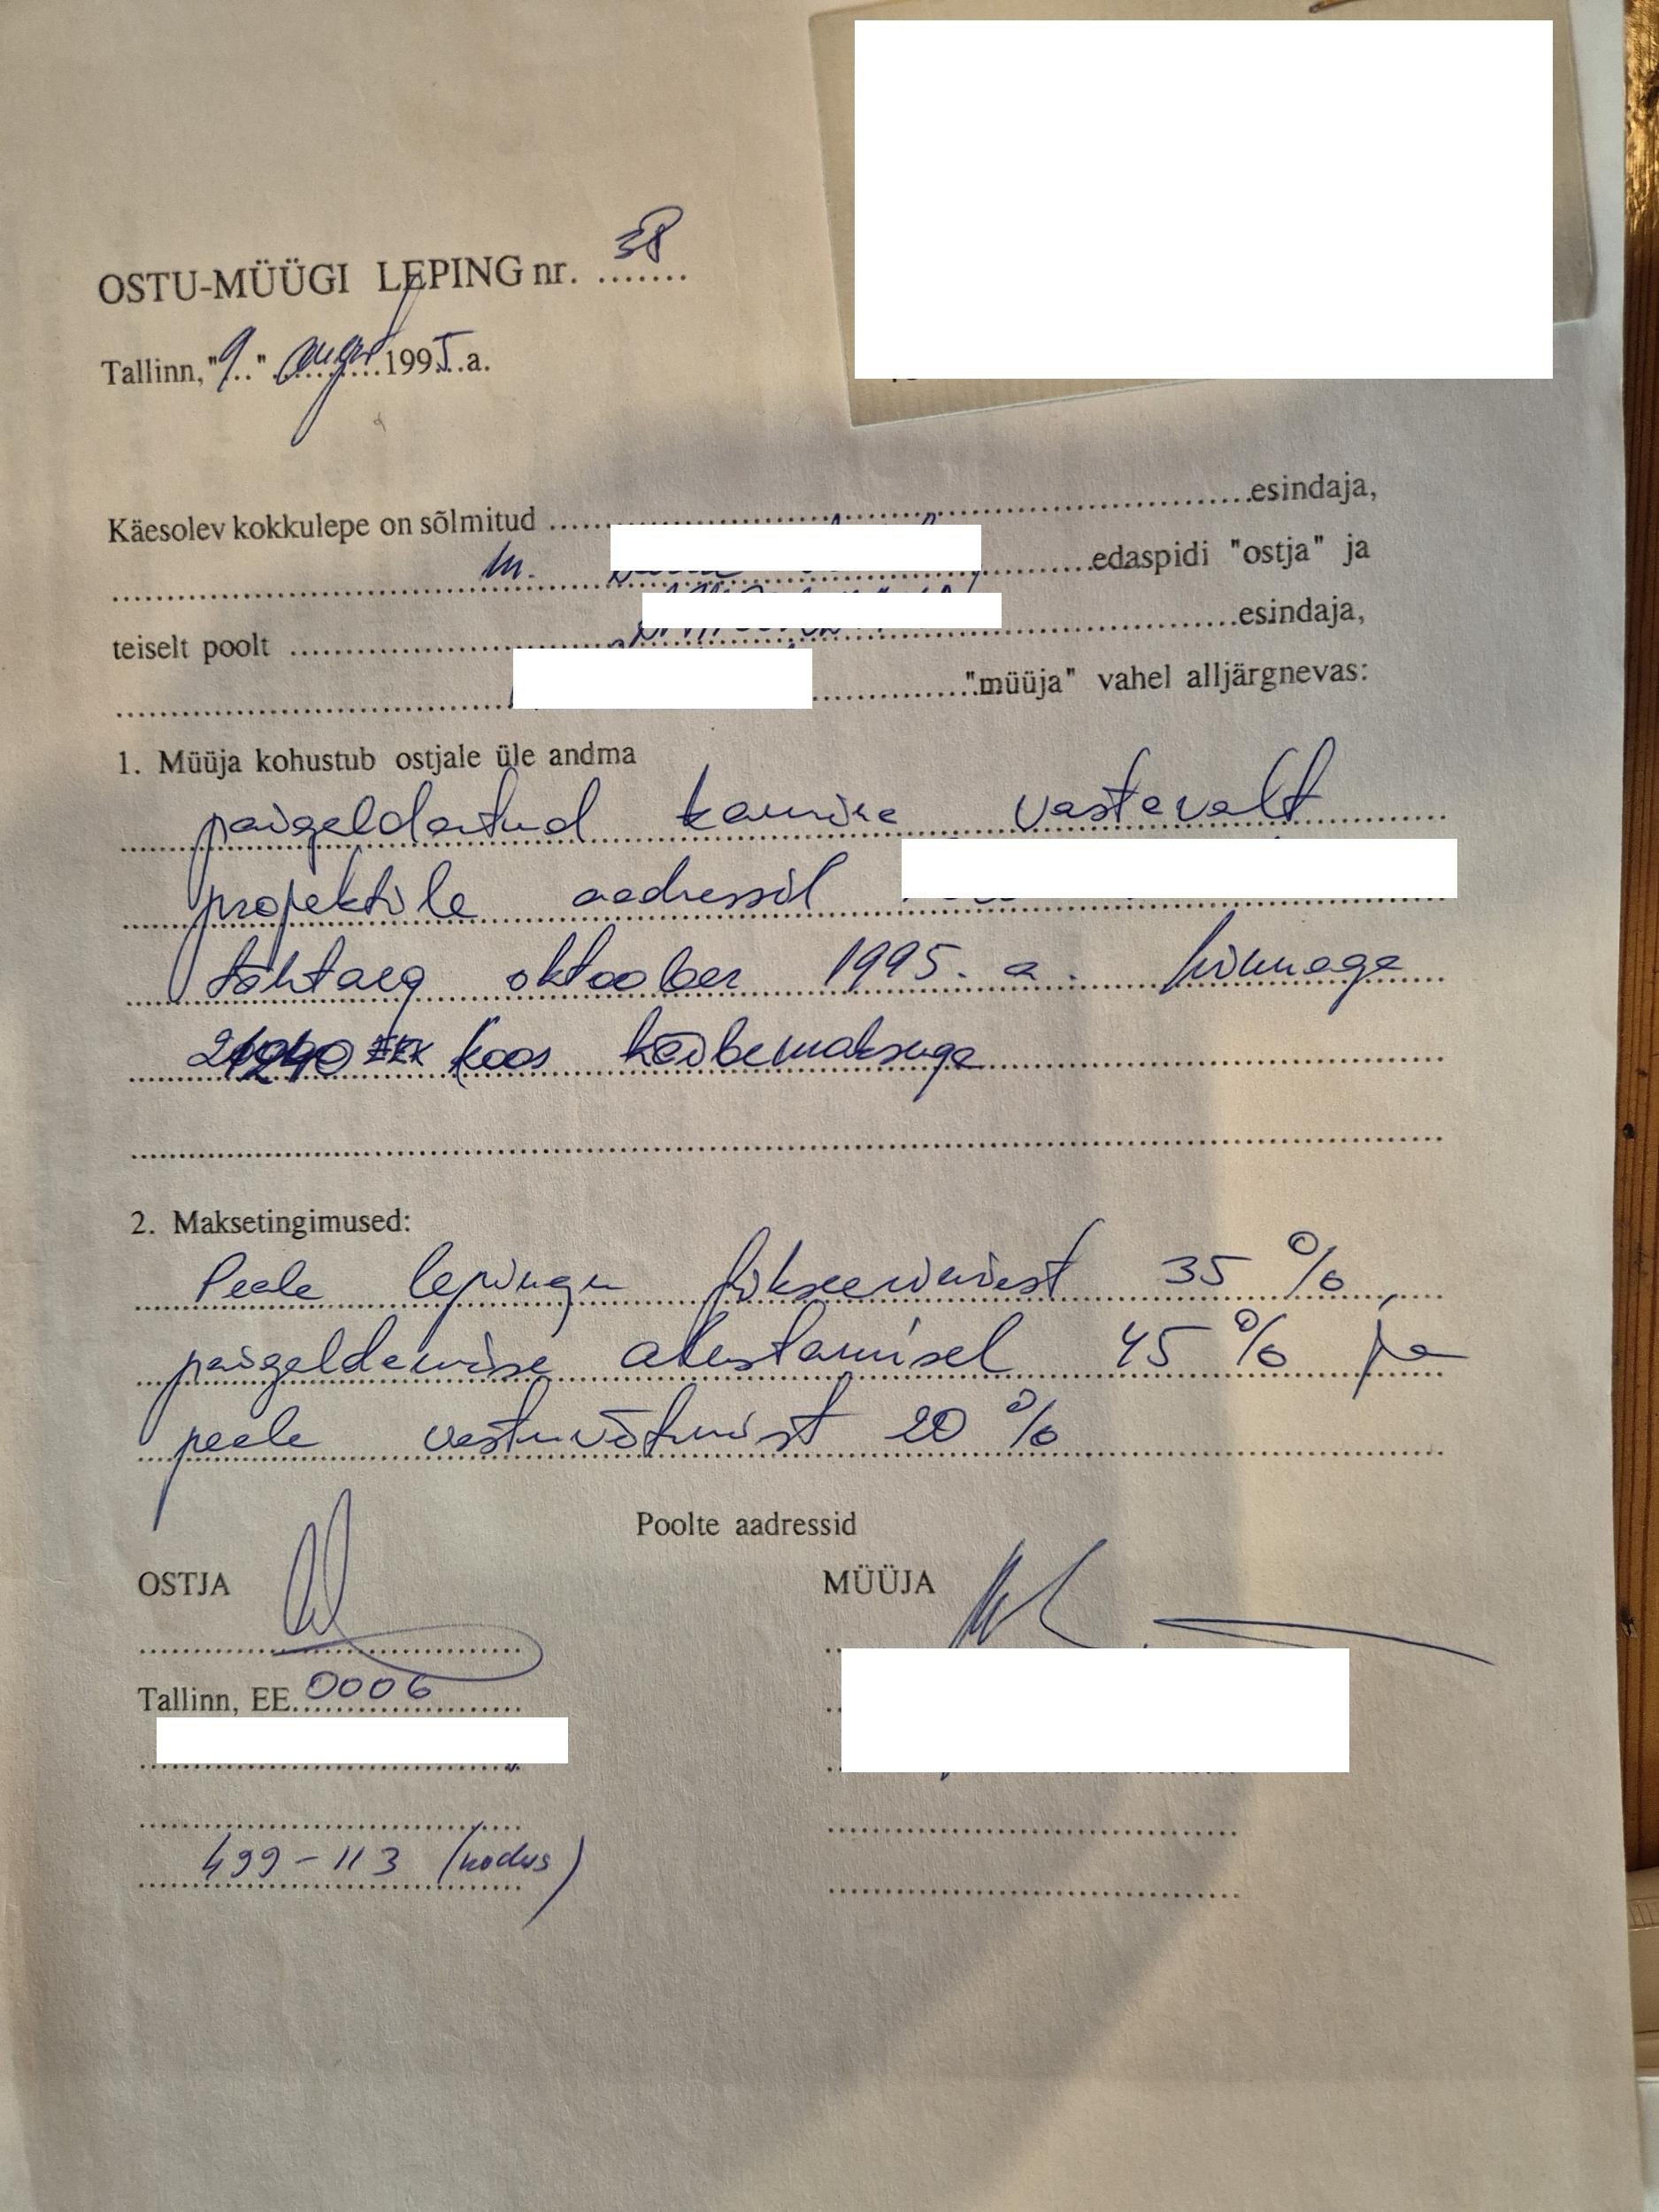 OSTU-MÜÜGI LEPING nr. 38
Tallinn, "9." aug. 1995.a.
Käesolev kokkulepe on sõlmitud ........ esindaja,
........ edaspidi "ostja" ja
teiselt poolt ........ esindaja,
........ "müüja" vahel alljärgnevas:
1. Müüja kohustub ostjale üle andma
paigaldatud kamina vastavalt
projektile aadressil
tähtaeg oktoober 1995. a. hinnaga
EEK koos käibemaksuga
2. Maksetingimused:
Peale lepingu fikseerimist 35 %,
paigaldamise alustamisel 45 % ja
peale vastuvõtmist 20 %
Poolte aadressid
OSTJA MÜÜJA
Tallinn, EE 0006
499-113 (kodus)